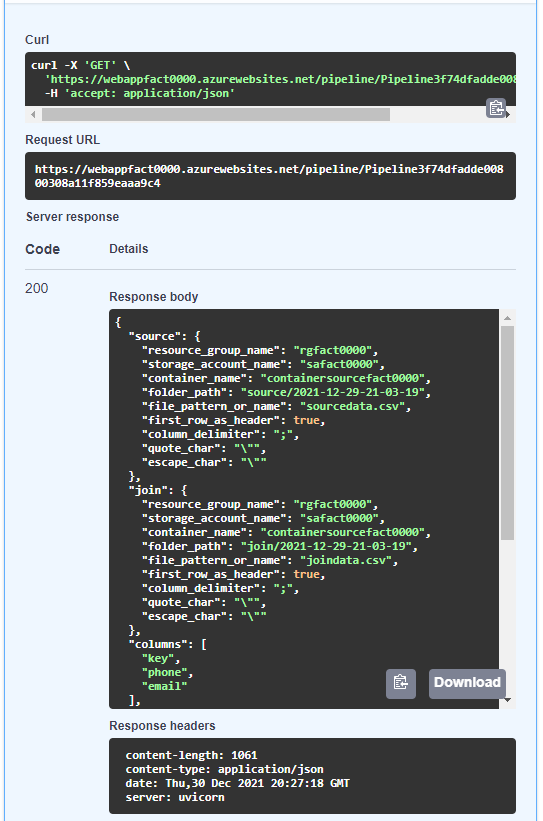 Curl
curl -X 'GET' \
'https://webappfact0000.azurewebsites.net/pipeline/Pipeline3f74dfadde008
-H 'accept: application/json'
Request URL
https://webappfact0000.azurewebsites.net/pipeline/Pipeline3f74dfadde008
00308a11f859eaaa9c4
Server response
Code Details
200
Response body
{
"source": {
"resource_group_name": "rgfact0000",
"storage_account_name": "safact0000",
"container_name": "containersourcefact0000",
"folder_path": "source/2021-12-29-21-03-19",
"file_pattern_or_name": "sourcedata.csv",
"first_row_as_header": true,
"column_delimiter": ";",
"quote_char": "\"",
"escape_char": "\""
},
"join": {
"resource_group_name": "rgfact0000",
"storage_account_name": "safact0000",
"container_name": "containersourcefact0000",
"folder_path": "join/2021-12-29-21-03-19",
"file_pattern_or_name": "joindata.csv",
"first_row_as_header": true,
"column_delimiter": ";",
"quote_char": "\"",
"escape_char": "\""
},
"columns": [
"key",
"phone",
"email"
],
Download
Response headers
content-length: 1061
content-type: application/json
date: Thu,30 Dec 2021 20:27:18 GMT
server: uvicorn